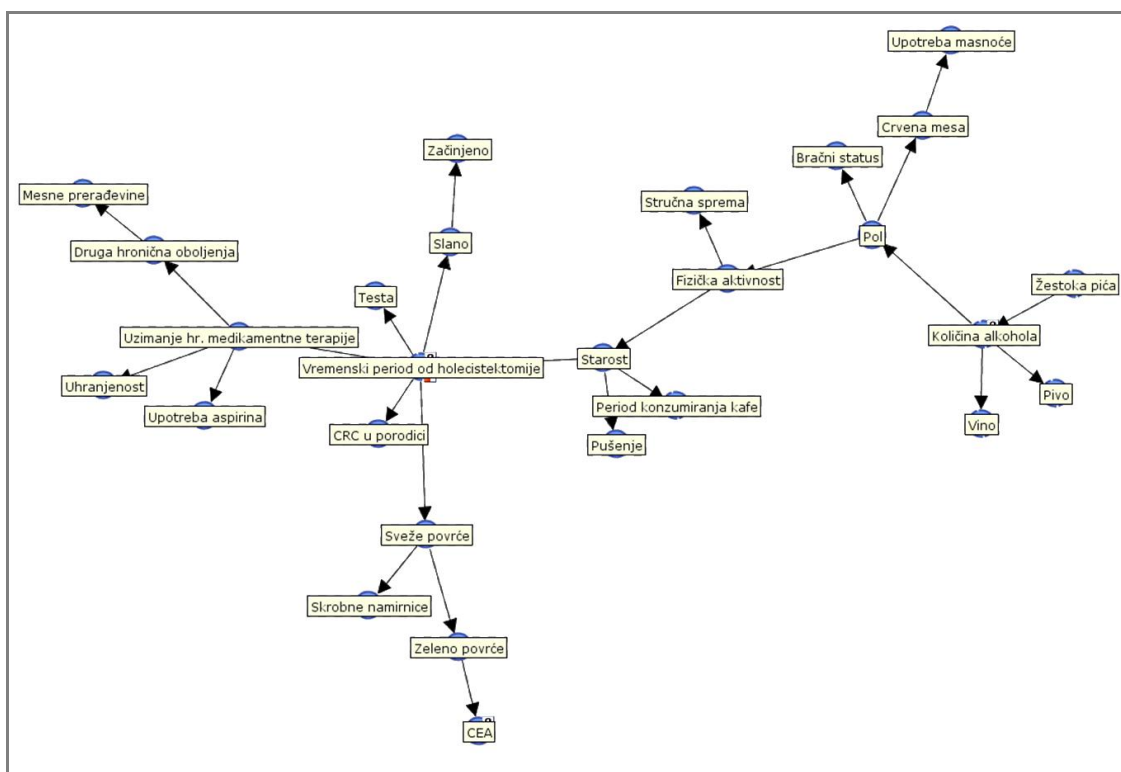 Upotreba masnoće
Crvena mesa
Začinjeno
Bračni status
Mesne prerađevine
Stručna sprema
Pol
Slano
Druga hronična oboljenja
Fizička aktivnost
Žestoka pića
Testa
Uzimanje hr. medikamentne terapije
Količina alkohola
Starost
Vremenski period od holecistektomije
Uhranjenost
Pivo
Period konzumiranja kafe
Upotreba aspirina
Vino
CRC u porodici
Pušenje
Sveže povrće
Skrobne namirnice
Zeleno povrće
CEA